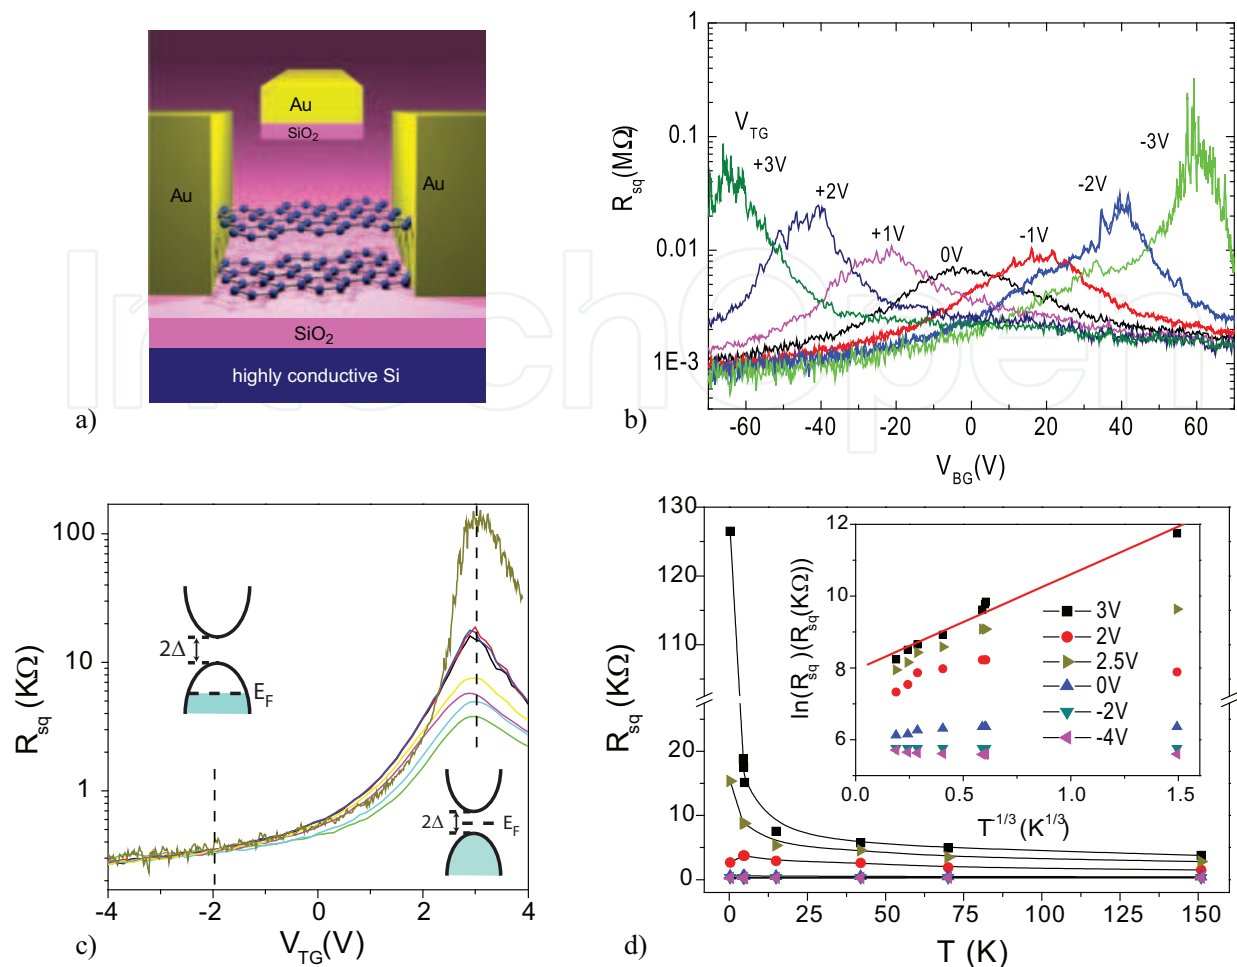 Au
SiO2
Au
Au
SiO2
highly conductive Si
a)
1
0.1
0.01
1E-3
Rsq(MΩ)
VTG
+3V
+2V
+1V
0V
-1V
-2V
-3V
-60 -40 -20 0 20 40 60
VBG(V)
b)
InTechOpen
100
10
1
Rsq (KΩ)
2Δ
EF
2Δ
EF
-4 -2 0 2 4
VTG(V)
c)
130
125
110
20
10
0
Rsq (KΩ)
0 25 50 75 100 125 150
T (K)
d)
12
10
8
6
ln(Rsq)(Rsq(KΩ))
0.0 0.5 1.0 1.5
T^1/3 (K^1/3)
3V
2V
2.5V
0V
-2V
-4V